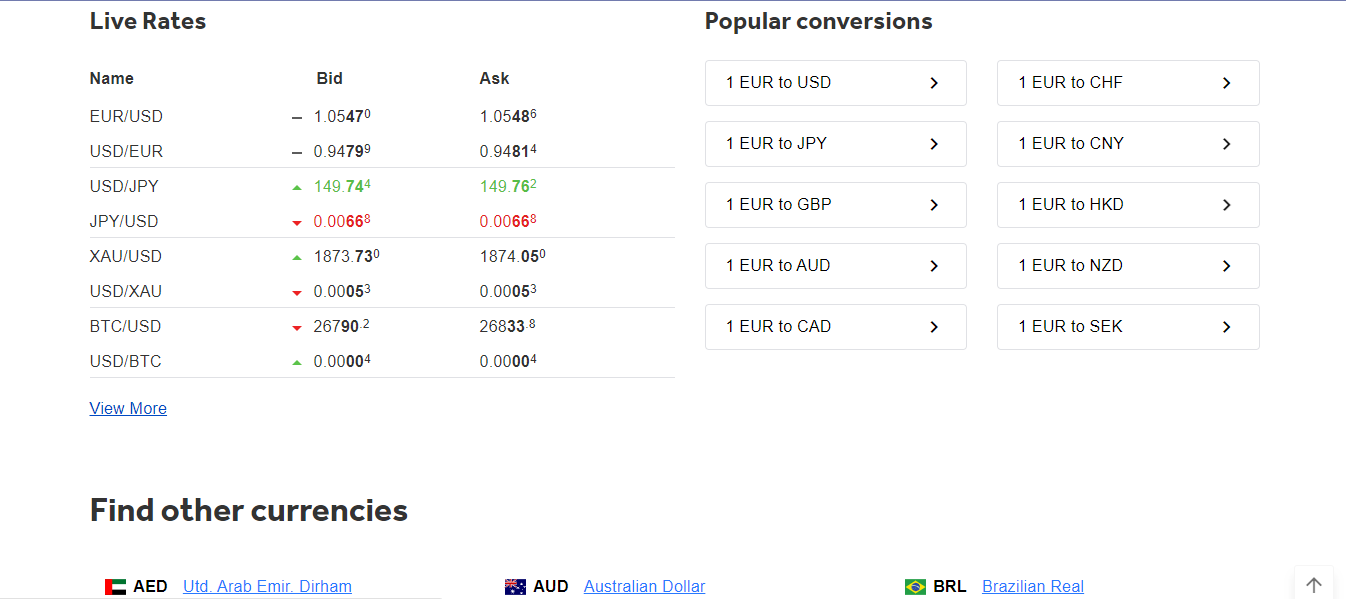 Live Rates
Name Bid Ask
EUR/USD 1.05470 1.05486
USD/EUR 0.94799 0.94814
USD/JPY 149.744 149.762
JPY/USD 0.00668 0.00668
XAU/USD 1873.730 1874.050
USD/XAU 0.00053 0.00053
BTC/USD 26790.2 26833.8
USD/BTC 0.00004 0.00004
View More
Popular conversions
1 EUR to USD
1 EUR to CHF
1 EUR to JPY
1 EUR to CNY
1 EUR to GBP
1 EUR to HKD
1 EUR to AUD
1 EUR to NZD
1 EUR to CAD
1 EUR to SEK
Find other currencies
AED Utd. Arab Emir. Dirham
AUD Australian Dollar
BRL Brazilian Real